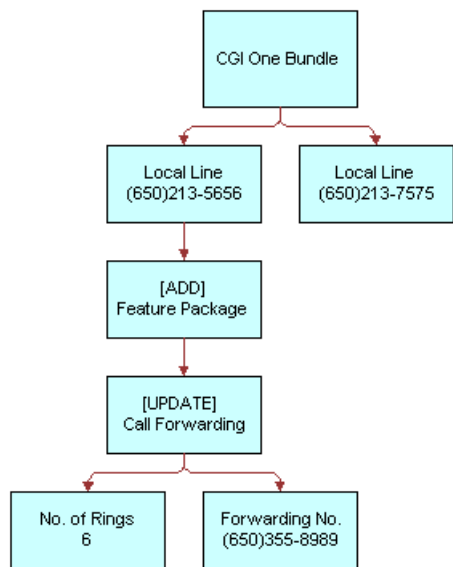 CGI One Bundle
Local Line
(650)213-5656
Local Line
(650)213-7575
[ADD]
Feature Package
[UPDATE]
Call Forwarding
No. of Rings
6
Forwarding No.
(650)355-8989